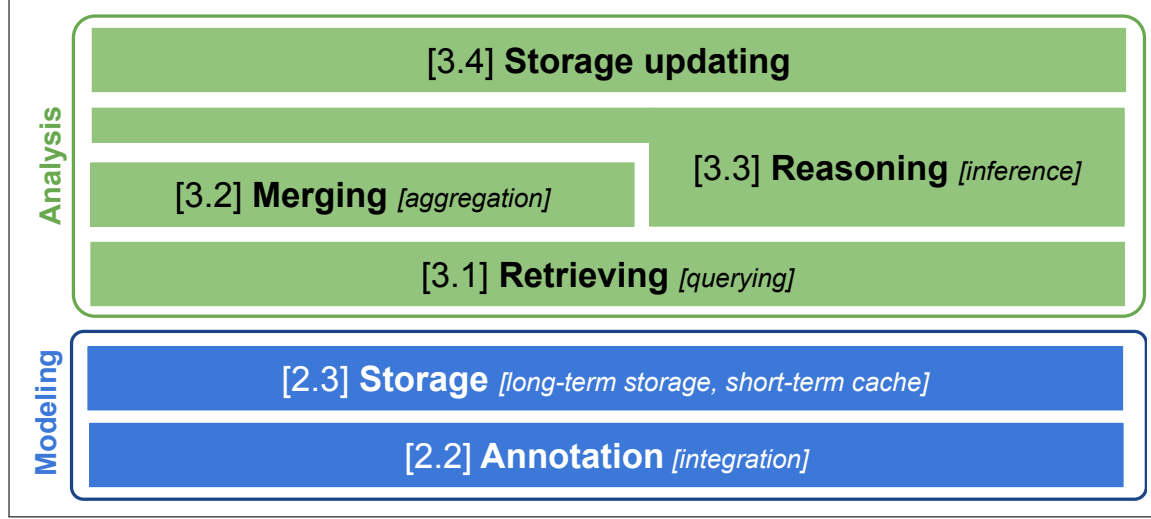 Analysis
[3.4] Storage updating
[3.3] Reasoning [inference]
[3.2] Merging [aggregation]
[3.1] Retrieving [querying]
Modeling
[2.3] Storage [long-term storage, short-term cache]
[2.2] Annotation [integration]